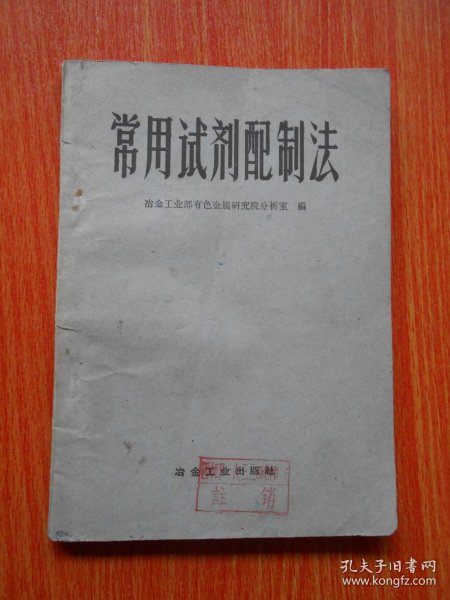 常用试剂配制法
冶金工业部有色金属研究院分析室 編
冶金工业出版社
註 销
孔夫子旧书网
www.kongfz.com